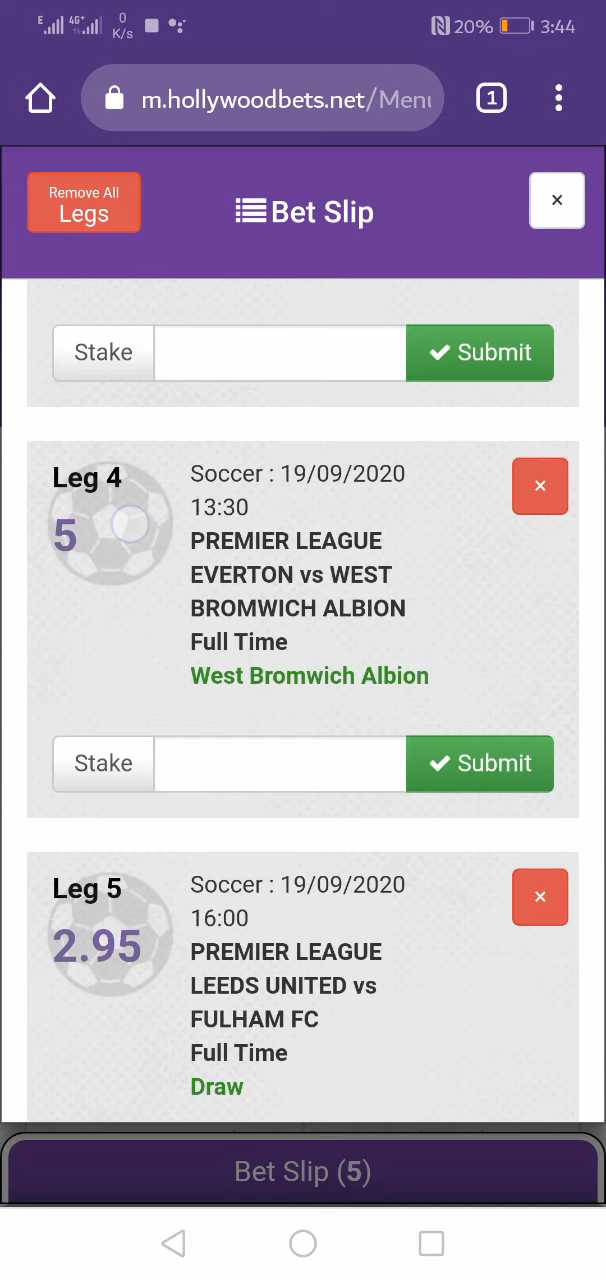 E 4G+ 0 K/s 20% 3:44
m.hollywoodbets.net/Menu 1
Remove All
Legs
Bet Slip
×
Stake Submit
Leg 4
5
Soccer : 19/09/2020
13:30
PREMIER LEAGUE
EVERTON vs WEST
BROMWICH ALBION
Full Time
West Bromwich Albion
×
Stake Submit
Leg 5
2.95
Soccer : 19/09/2020
16:00
PREMIER LEAGUE
LEEDS UNITED vs
FULHAM FC
Full Time
Draw
×
Bet Slip (5)